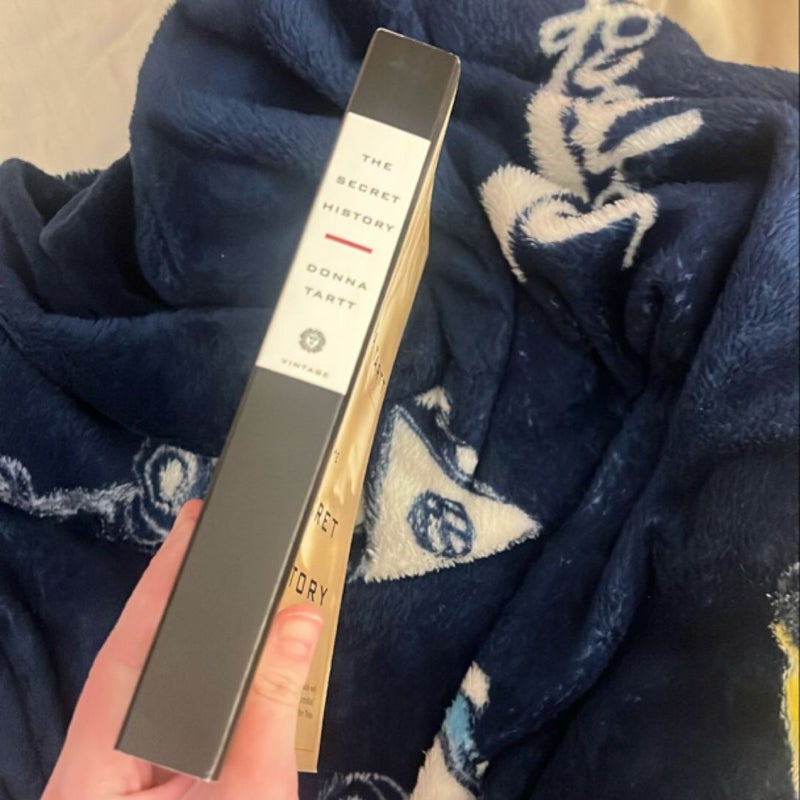 THE
SECRET
HISTORY
DONNA
TARTT
VINTAGE
RET
TORY